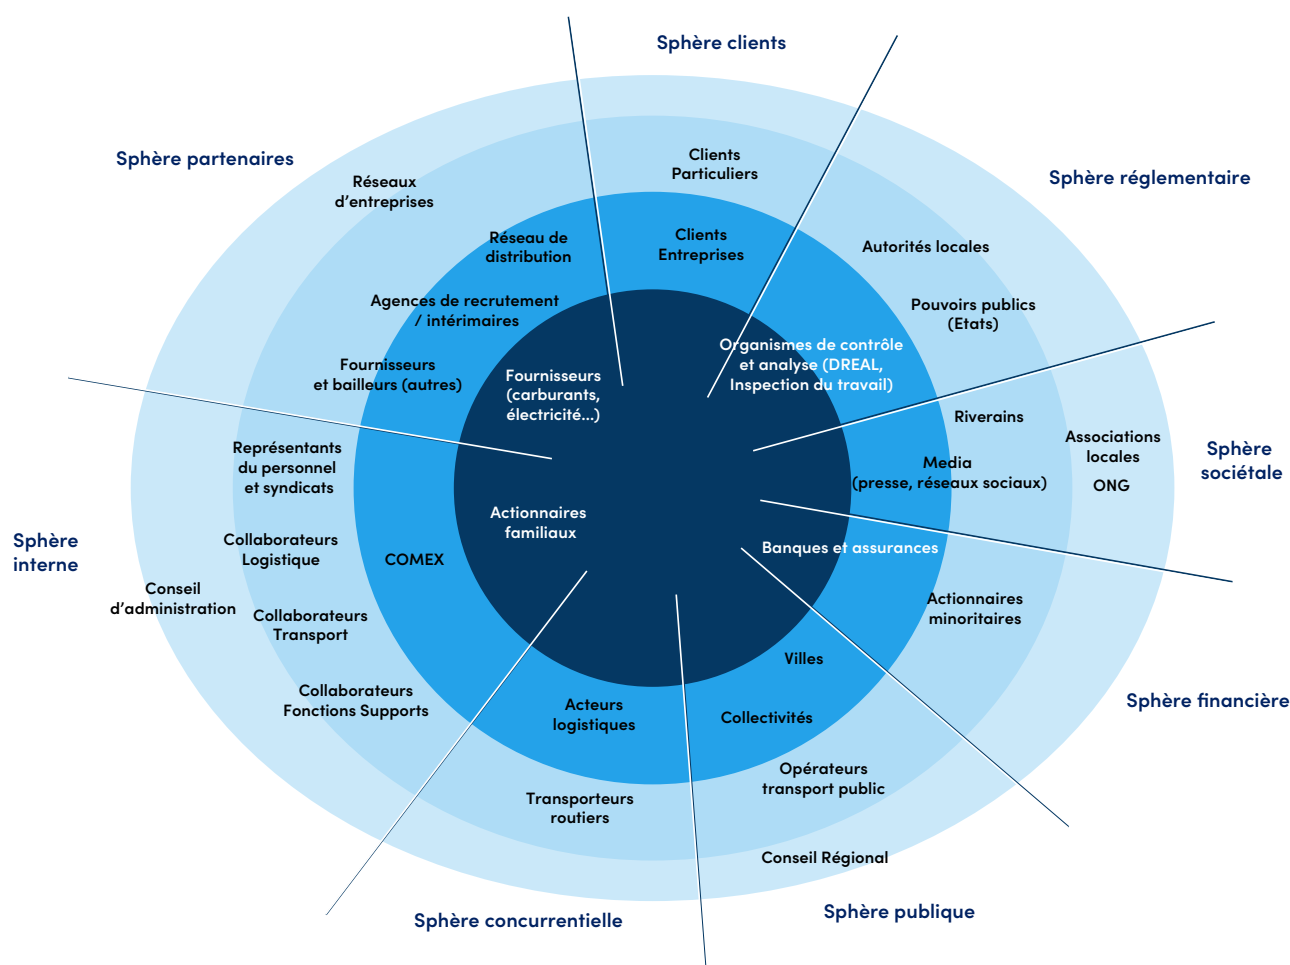 Sphère clients
Clients
Particuliers
Clients
Entreprises
Sphère réglementaire
Autorités locales
Pouvoirs publics
(Etats)
Organismes de contrôle
et analyse (DREAL,
Inspection du travail)
Sphère
sociétale
Riverains
Associations
locales
ONG
Media
(presse, réseaux sociaux)
Sphère financière
Banques et assurances
Actionnaires
minoritaires
Sphère publique
Villes
Collectivités
Opérateurs
transport public
Conseil Régional
Sphère concurrentielle
Acteurs
logistiques
Transporteurs
routiers
Sphère
interne
Actionnaires
familiaux
COMEX
Représentants
du personnel
et syndicats
Collaborateurs
Logistique
Conseil
d'administration
Collaborateurs
Transport
Collaborateurs
Fonctions Supports
Sphère partenaires
Réseaux
d'entreprises
Réseau de
distribution
Agences de recrutement
/ intérimaires
Fournisseurs
et bailleurs (autres)
Fournisseurs
(carburants,
électricité...)